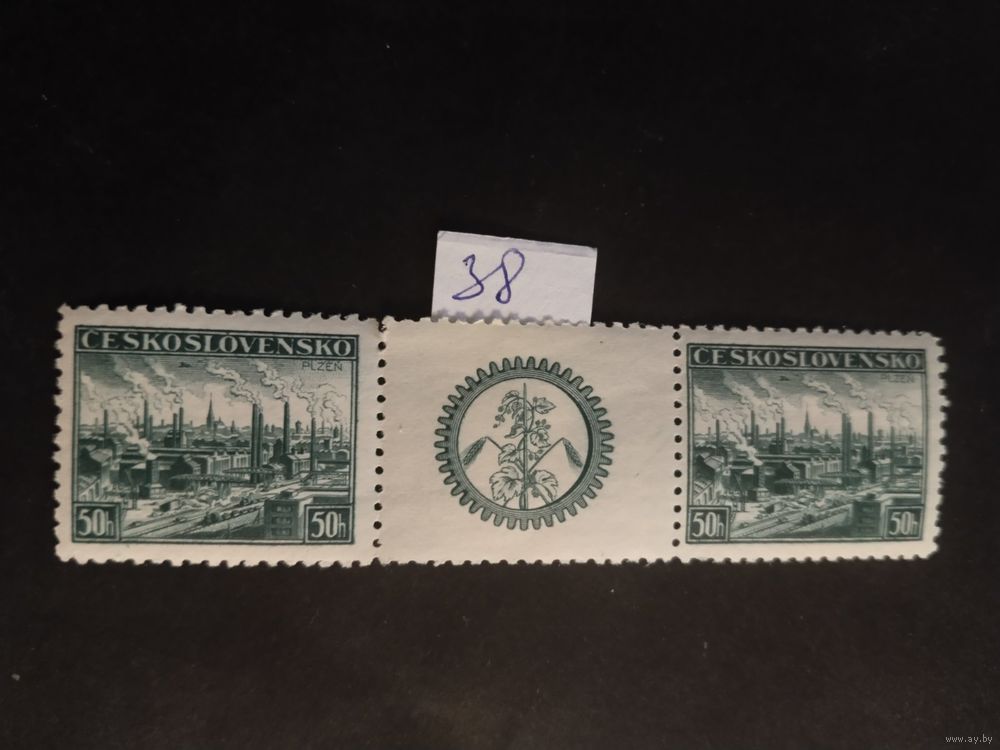 38
ČESKOSLOVENSKO
PLZEŇ
50h 50h
ČESKOSLOVENSKO
PLZEŇ
50h 50h
www.ay.by